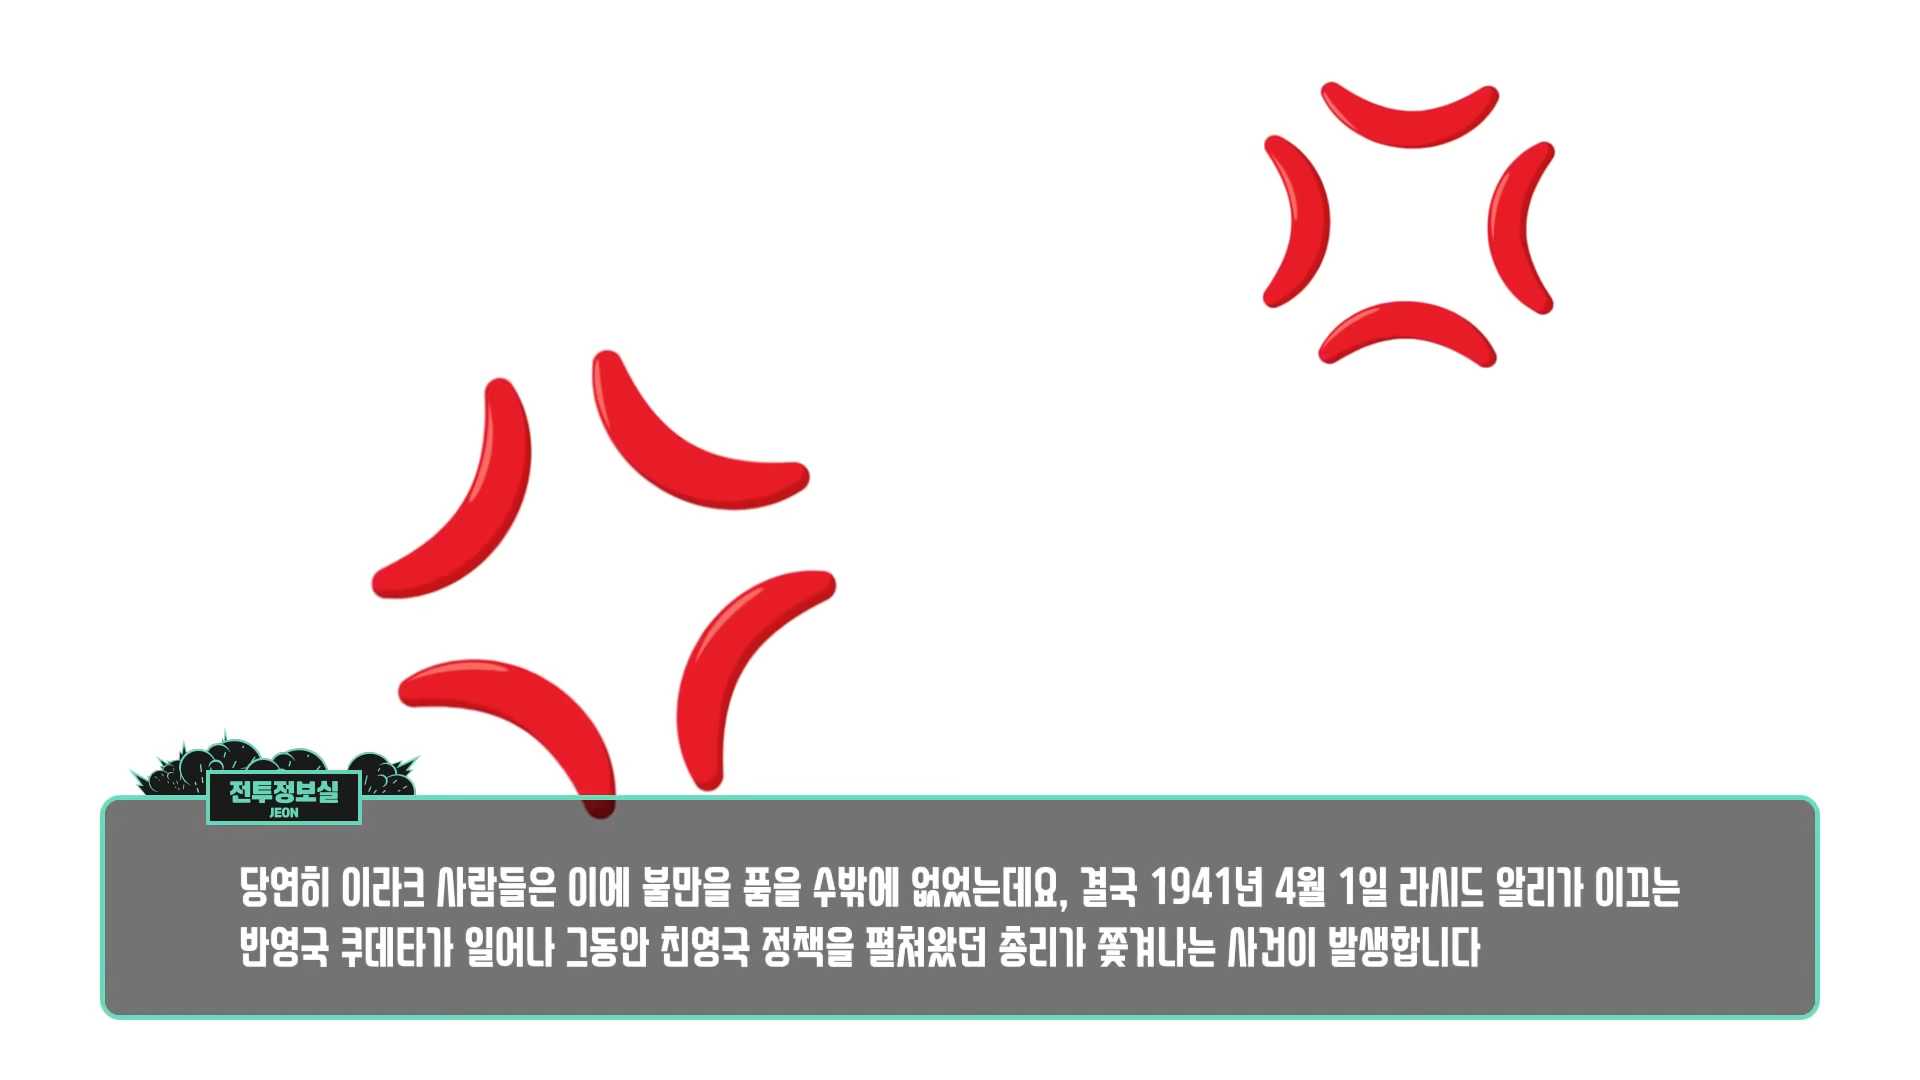 전투정보실
JEON
당연히 이라크 사람들은 이에 불만을 품을 수밖에 없었는데요, 결국 1941년 4월 1일 라시드 알리가 이끄는
반영국 쿠데타가 일어나 그동안 친영국 정책을 펼쳐왔던 총리가 쫓겨나는 사건이 발생합니다